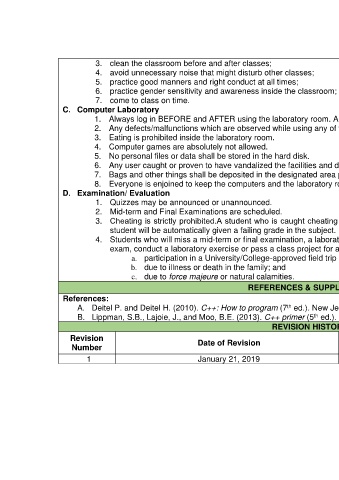 3. clean the classroom before and after classes;
4. avoid unnecessary noise that might disturb other classes;
5. practice good manners and right conduct at all times;
6. practice gender sensitivity and awareness inside the classroom;
7. come to class on time.
C. Computer Laboratory
1. Always log in BEFORE and AFTER using the laboratory room. A
2. Any defects/malfunctions which are observed while using any of
3. Eating is prohibited inside the laboratory room.
4. Computer games are absolutely not allowed.
5. No personal files or data shall be stored in the hard disk.
6. Any user caught or proven to have vandalized the facilities and d
7. Bags and other things shall be deposited in the designated area
8. Everyone is enjoined to keep the computers and the laboratory ro
D. Examination/ Evaluation
1. Quizzes may be announced or unannounced.
2. Mid-term and Final Examinations are scheduled.
3. Cheating is strictly prohibited.A student who is caught cheating
student will be automatically given a failing grade in the subject.
4. Students who will miss a mid-term or final examination, a laborat
exam, conduct a laboratory exercise or pass a class project for a
a. participation in a University/College-approved field trip
b. due to illness or death in the family; and
c. due to force majeure or natural calamities.
REFERENCES & SUPPL
References:
A. Deitel P. and Deitel H. (2010). C++: How to program (7th ed.). New Je
B. Lippman, S.B., Lajoie, J., and Moo, B.E. (2013). C++ primer (5th ed.).
REVISION HISTOR
Revision Number Date of Revision
1 January 21, 2019